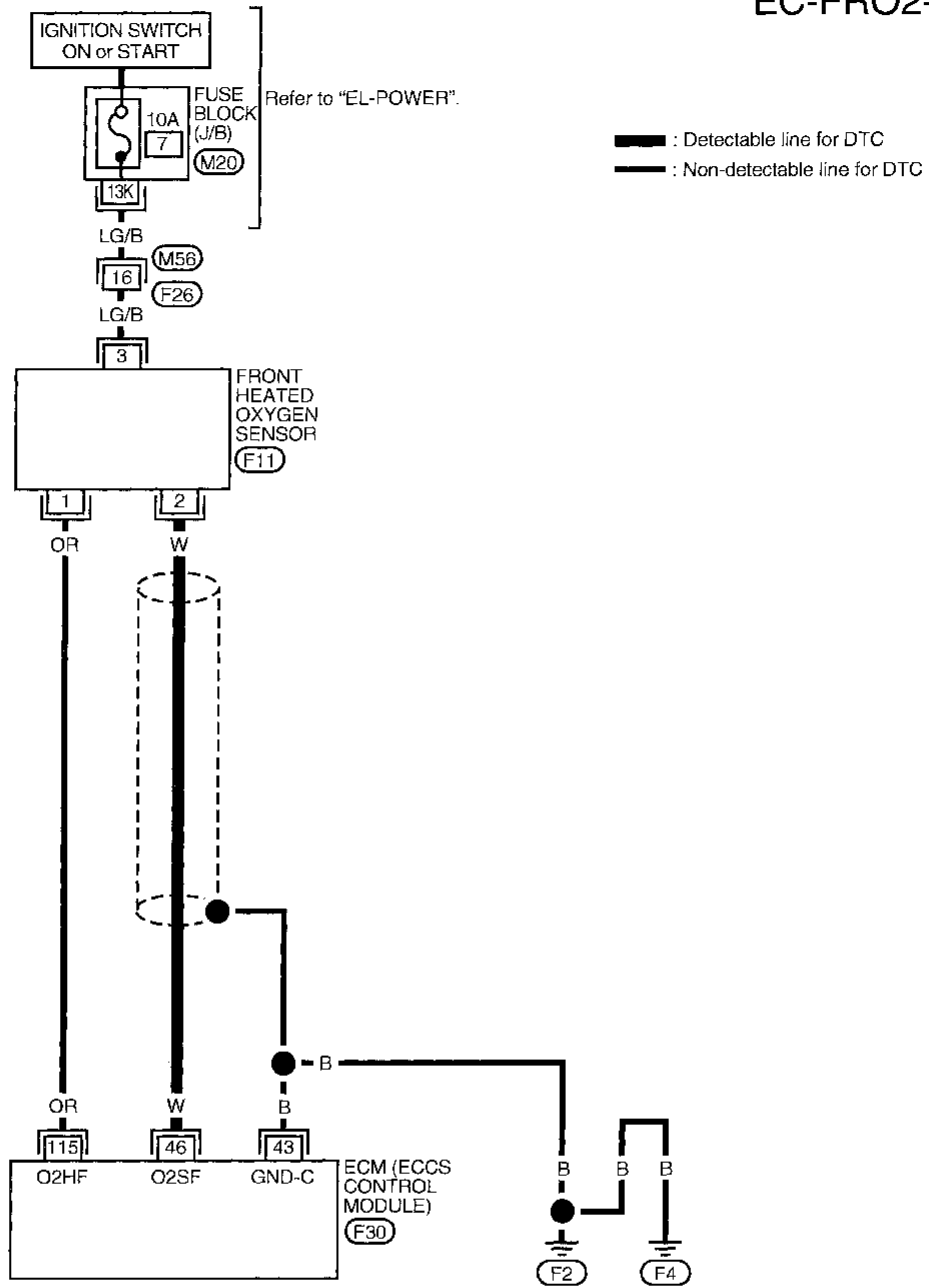 EC-FRO2-
IGNITION SWITCH
ON or START
FUSE
BLOCK
(J/B)
M20
10A
7
Refer to "EL-POWER".
: Detectable line for DTC
: Non-detectable line for DTC
13K
LG/B
M56
16
F26
LG/B
3
FRONT
HEATED
OXYGEN
SENSOR
F11
1
2
OR
W
B
OR
W
B
B
B
B
115
46
43
O2HF
O2SF
GND-C
ECM (ECCS
CONTROL
MODULE)
F30
F2
F4